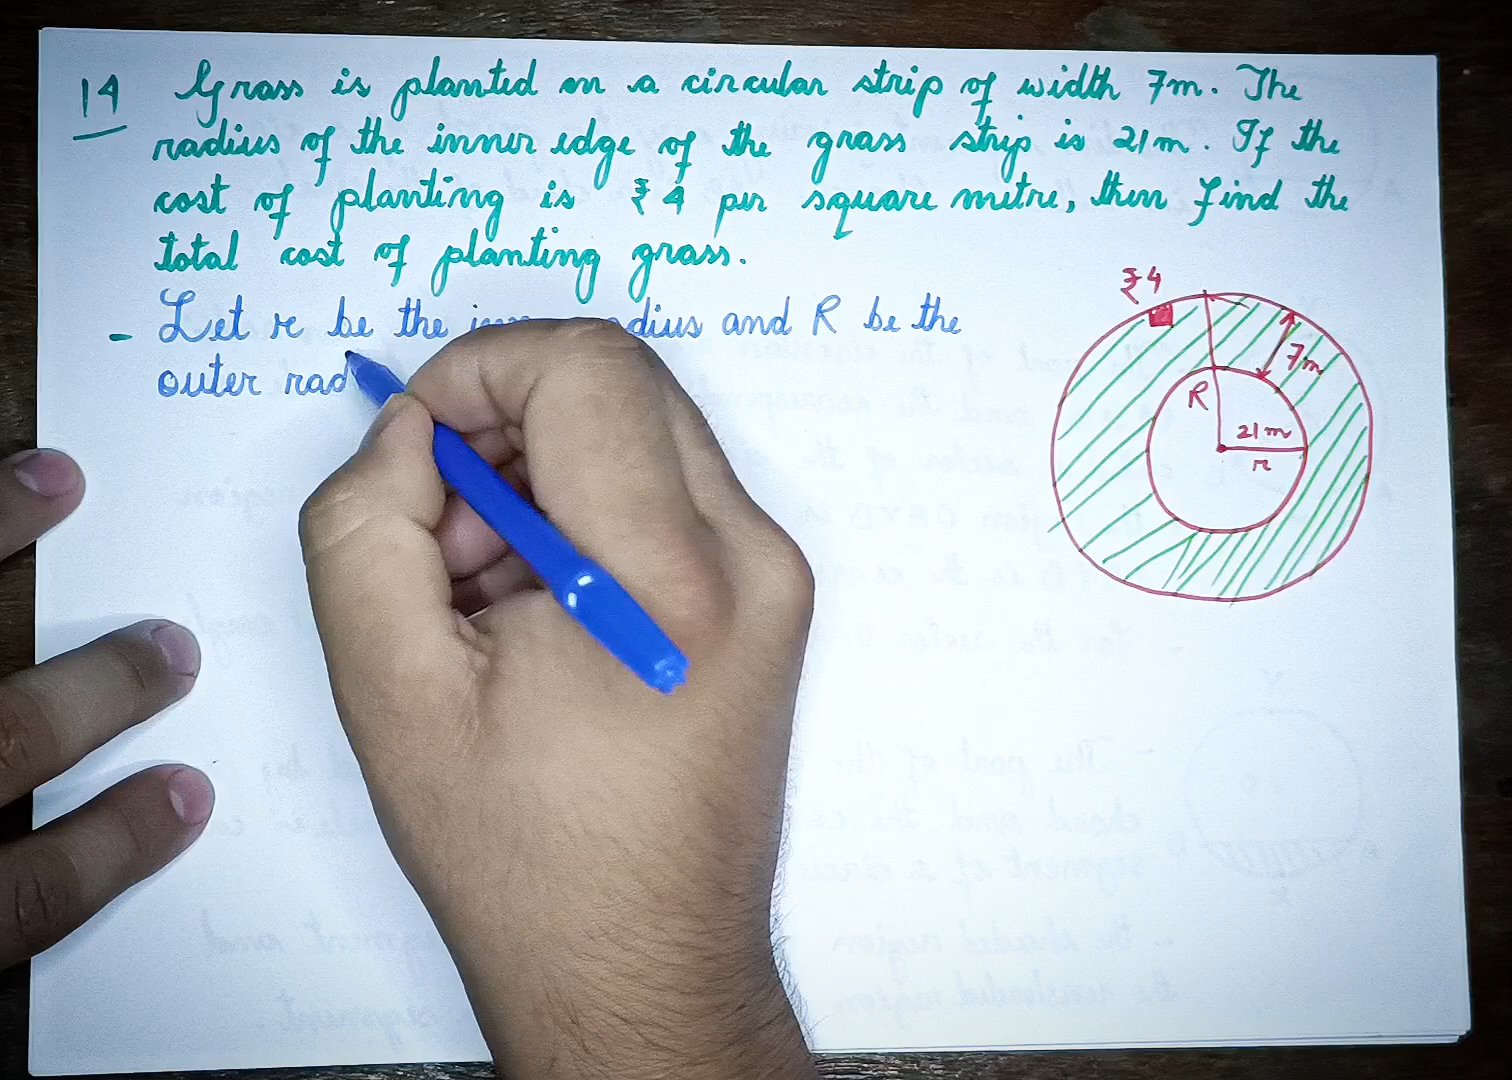 14 Grass is planted on a circular strip of width 7m. The
radius of the inner edge of the grass strip is 21m. If the
cost of planting is ₹4 per square metre, then find the
total cost of planting grass.
- Let r be the radius and R be the
outer rad
₹4
7m
R
21m
r